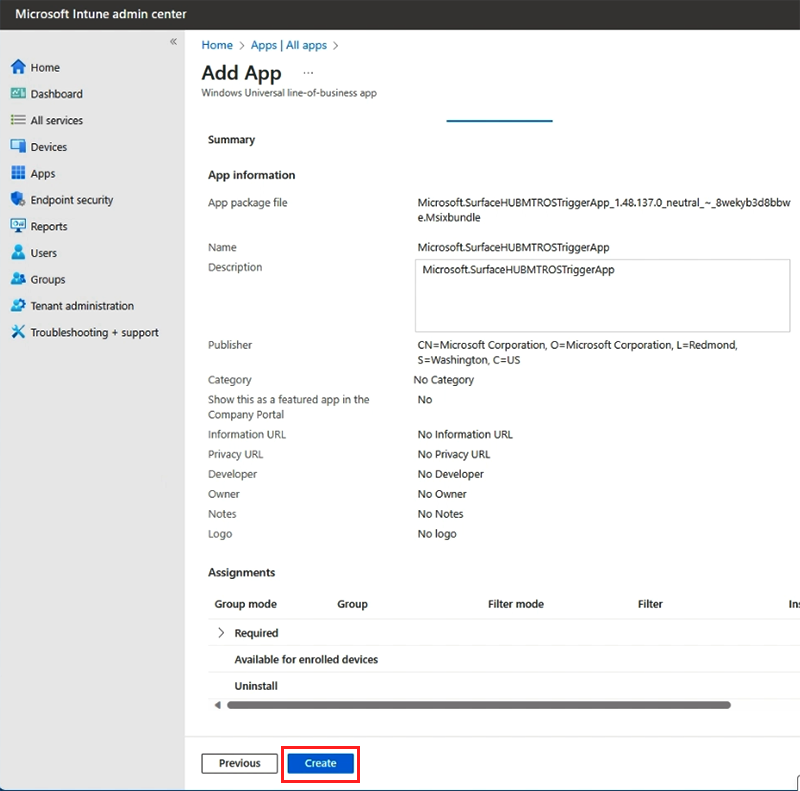 Microsoft Intune admin center
«
Home
Dashboard
All services
Devices
Apps
Endpoint security
Reports
Users
Groups
Tenant administration
Troubleshooting + support
Home > Apps | All apps >
Add App ...
Windows Universal line-of-business app
Summary
App information
App package file Microsoft.SurfaceHUBMTROSTriggerApp_1.48.137.0_neutral_~_8wekyb3d8bbw
e.Msixbundle
Name Microsoft.SurfaceHUBMTROSTriggerApp
Description Microsoft.SurfaceHUBMTROSTriggerApp
Publisher CN=Microsoft Corporation, O=Microsoft Corporation, L=Redmond,
S=Washington, C=US
Category No Category
Show this as a featured app in the No
Company Portal
Information URL No Information URL
Privacy URL No Privacy URL
Developer No Developer
Owner No Owner
Notes No Notes
Logo No logo
Assignments
Group mode Group Filter mode Filter Ins
> Required
Available for enrolled devices
Uninstall
Previous Create